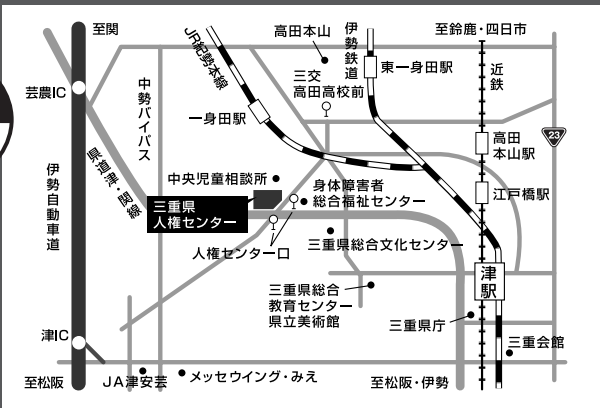 至関
JR紀勢本線
高田本山
伊勢鉄道
至鈴鹿・四日市
東一身田駅
近鉄
三交
高田高校前
芸農IC
中勢バイパス
一身田駅
23
高田
本山駅
県道津・関線
伊勢自動車道
中央児童相談所
身体障害者
総合福祉センター
江戸橋駅
三重県
人権センター
人権センター口
三重県総合文化センター
津駅
三重県総合
教育センター
県立美術館
三重県庁
津IC
三重会館
至松阪
JA津安芸
メッセウイング・みえ
至松阪・伊勢